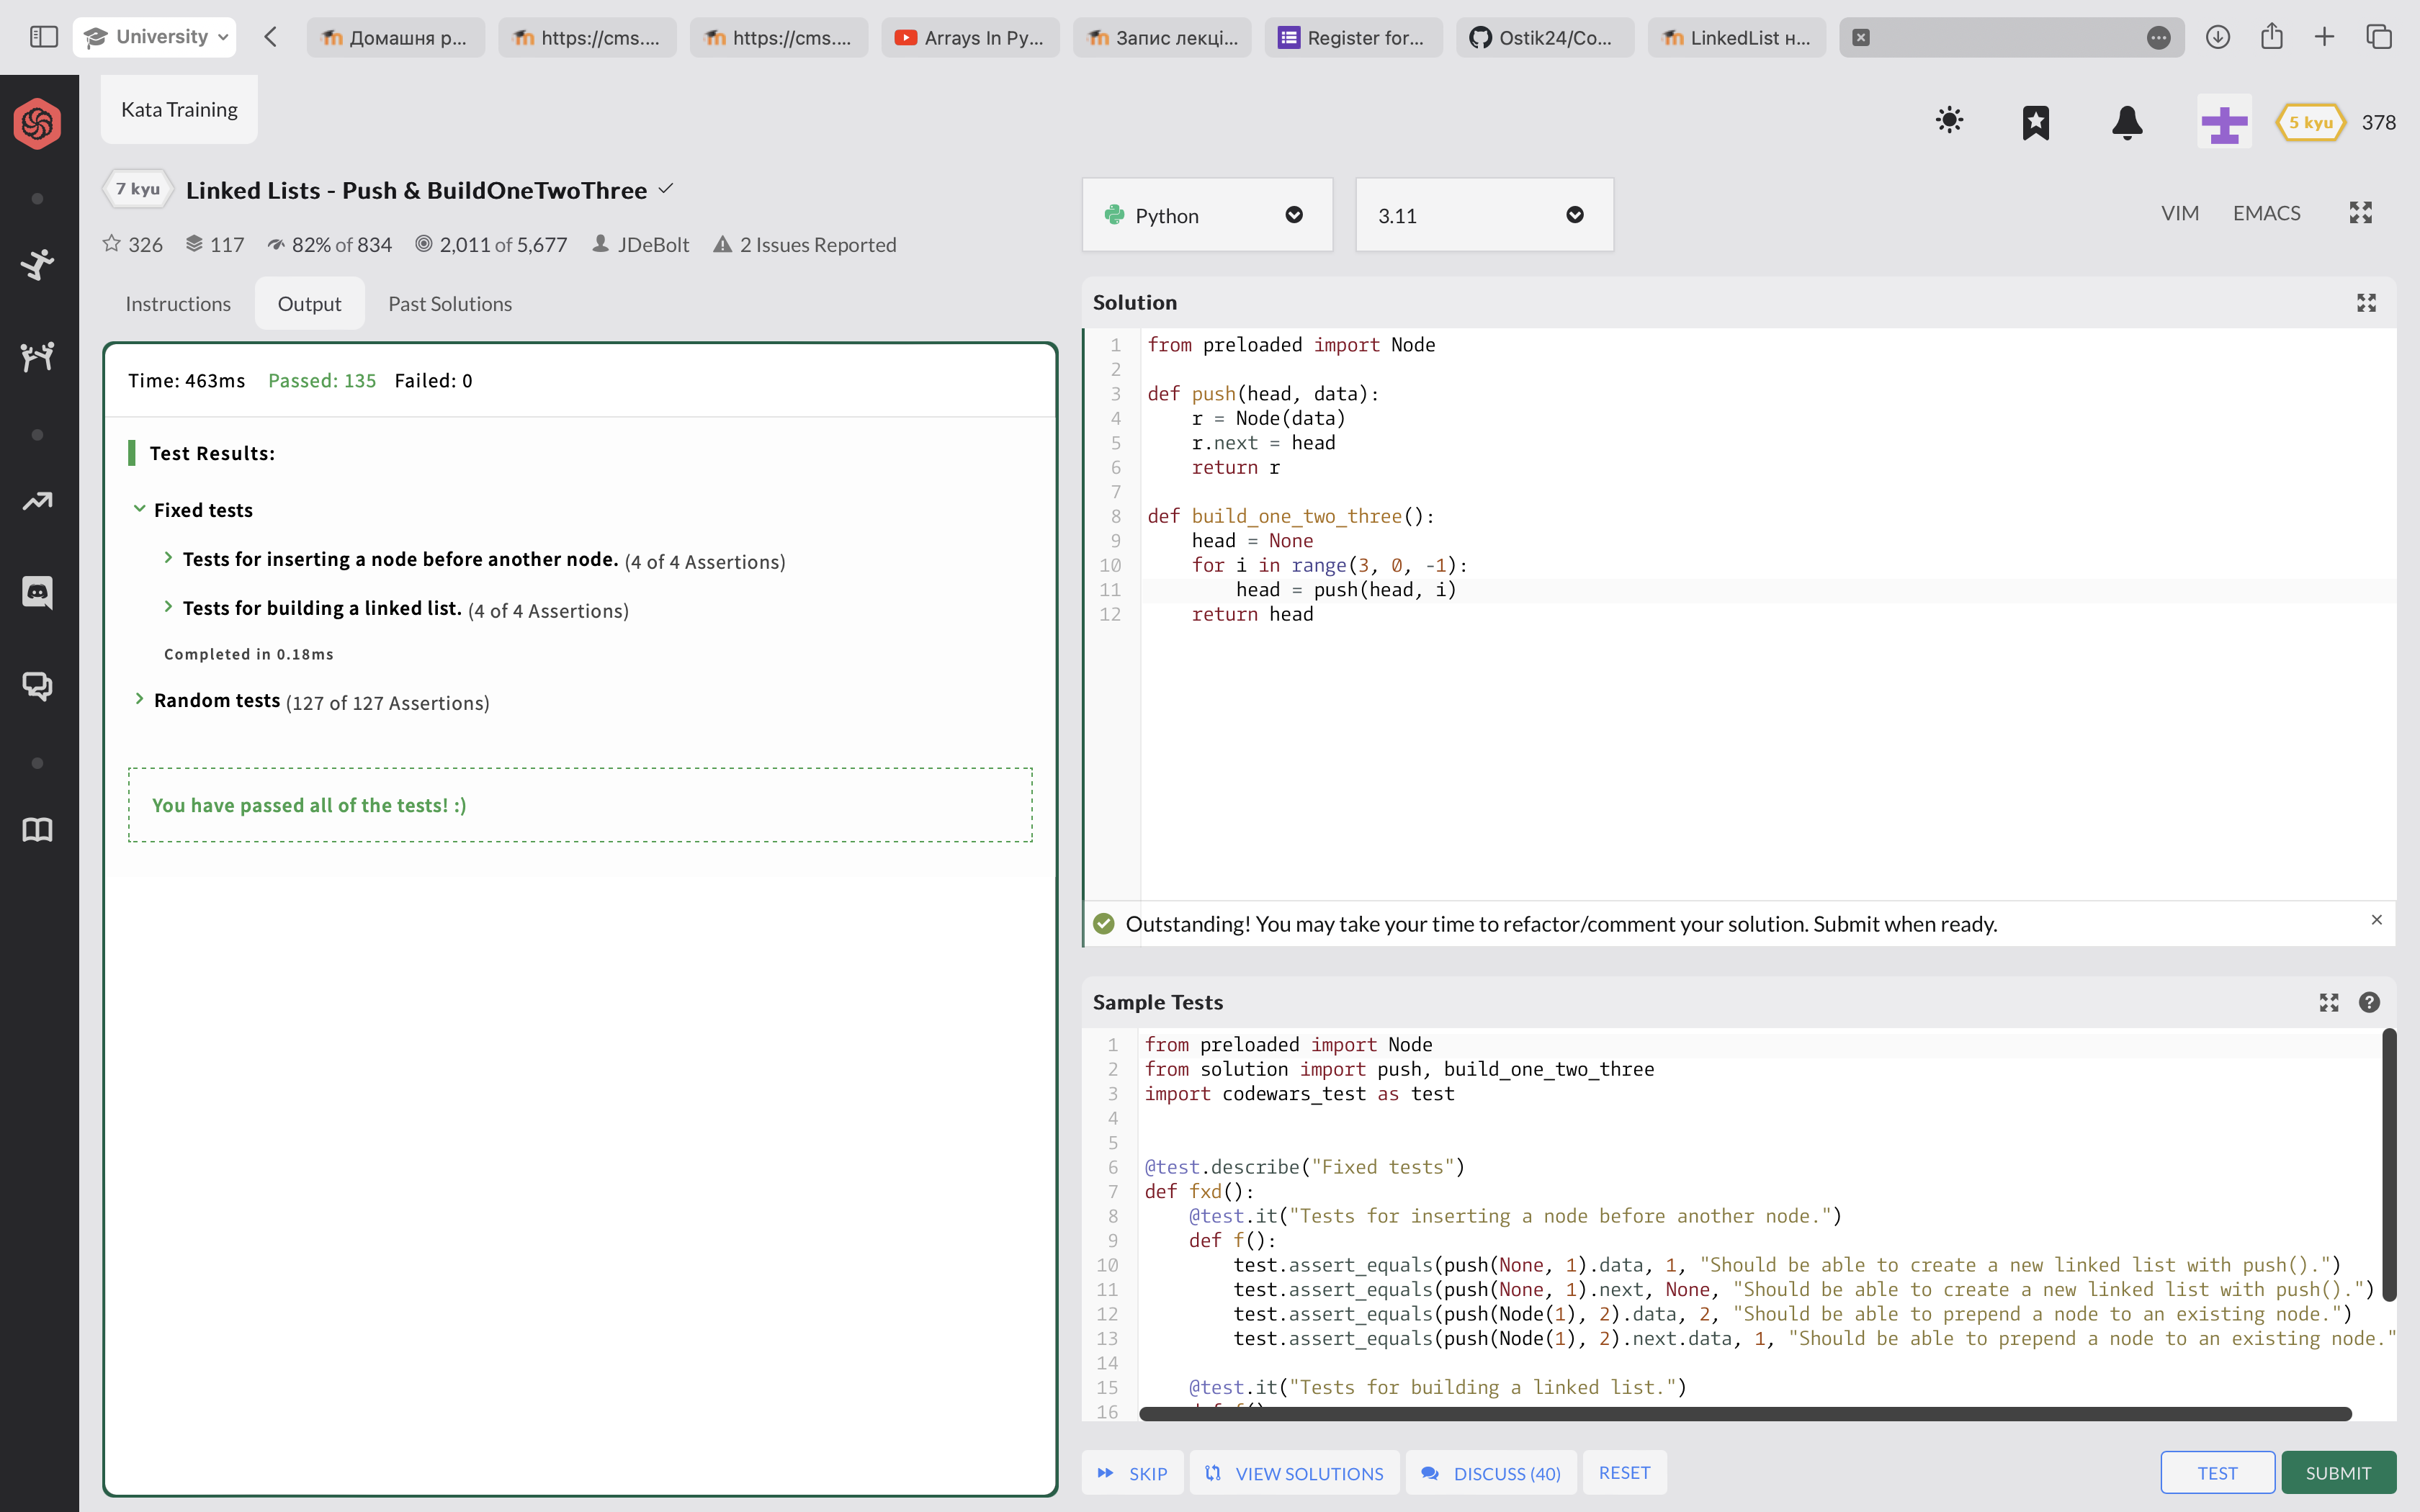 University
Домашня р...
https://cms....
https://cms....
Arrays In Py...
Запис лекці...
Register for...
Ostik24/Co...
LinkedList н...
Kata Training
5 kyu
378
7 kyu
Linked Lists - Push & BuildOneTwoThree
326
117
82% of 834
2,011 of 5,677
JDeBolt
2 Issues Reported
Python
3.11
VIM
EMACS
Instructions
Output
Past Solutions
Time: 463ms Passed: 135 Failed: 0
Test Results:
Fixed tests
Tests for inserting a node before another node. (4 of 4 Assertions)
Tests for building a linked list. (4 of 4 Assertions)
Completed in 0.18ms
Random tests (127 of 127 Assertions)
You have passed all of the tests! :)
Solution
1 from preloaded import Node
2
3 def push(head, data):
4     r = Node(data)
5     r.next = head
6     return r
7
8 def build_one_two_three():
9     head = None
10     for i in range(3, 0, -1):
11         head = push(head, i)
12     return head
Outstanding! You may take your time to refactor/comment your solution. Submit when ready.
Sample Tests
1 from preloaded import Node
2 from solution import push, build_one_two_three
3 import codewars_test as test
4
5
6 @test.describe("Fixed tests")
7 def fxd():
8     @test.it("Tests for inserting a node before another node.")
9     def f():
10         test.assert_equals(push(None, 1).data, 1, "Should be able to create a new linked list with push().")
11         test.assert_equals(push(None, 1).next, None, "Should be able to create a new linked list with push().")
12         test.assert_equals(push(Node(1), 2).data, 2, "Should be able to prepend a node to an existing node.")
13         test.assert_equals(push(Node(1), 2).next.data, 1, "Should be able to prepend a node to an existing node."
14
15     @test.it("Tests for building a linked list.")
16
SKIP
VIEW SOLUTIONS
DISCUSS (40)
RESET
TEST
SUBMIT